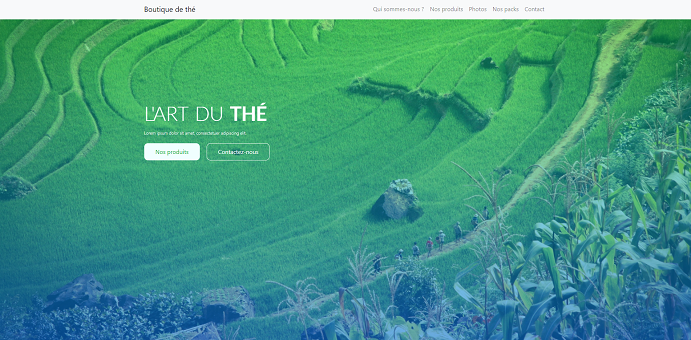 Boutique de thé
Qui sommes-nous ? Nos produits Photos Nos packs Contact
L'ART DU THÉ
Lorem ipsum dolor sit amet, consectetuer adipiscing elit.
Nos produits Contactez-nous